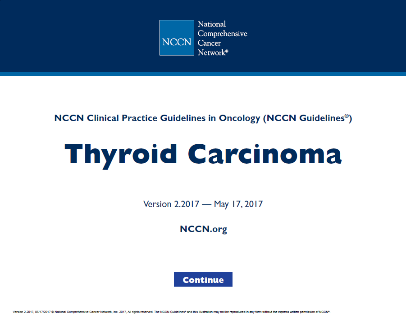 NCCN
National
Comprehensive
Cancer
Network®
NCCN Clinical Practice Guidelines in Oncology (NCCN Guidelines®)
Thyroid Carcinoma
Version 2.2017 — May 17, 2017
NCCN.org
Continue